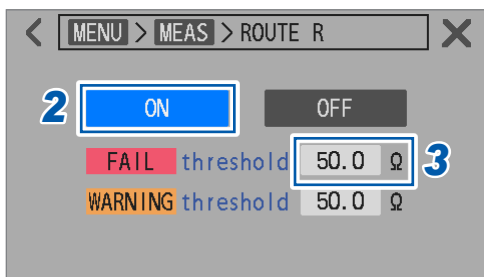 MENU > MEAS > ROUTE R
2 ON OFF
FAIL threshold 50.0 Ω 3
WARNING threshold 50.0 Ω